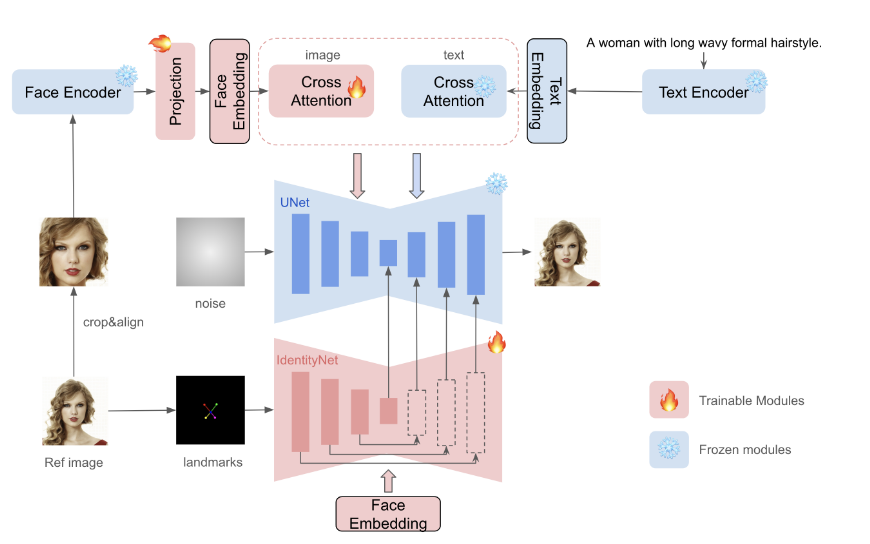 A woman with long wavy formal hairstyle.
Face Encoder
Projection
Face
Embedding
image
Cross
Attention
text
Cross
Attention
Text
Embedding
Text Encoder
UNet
noise
crop&align
IdentityNet
Ref image
landmarks
Face
Embedding
Trainable Modules
Frozen modules